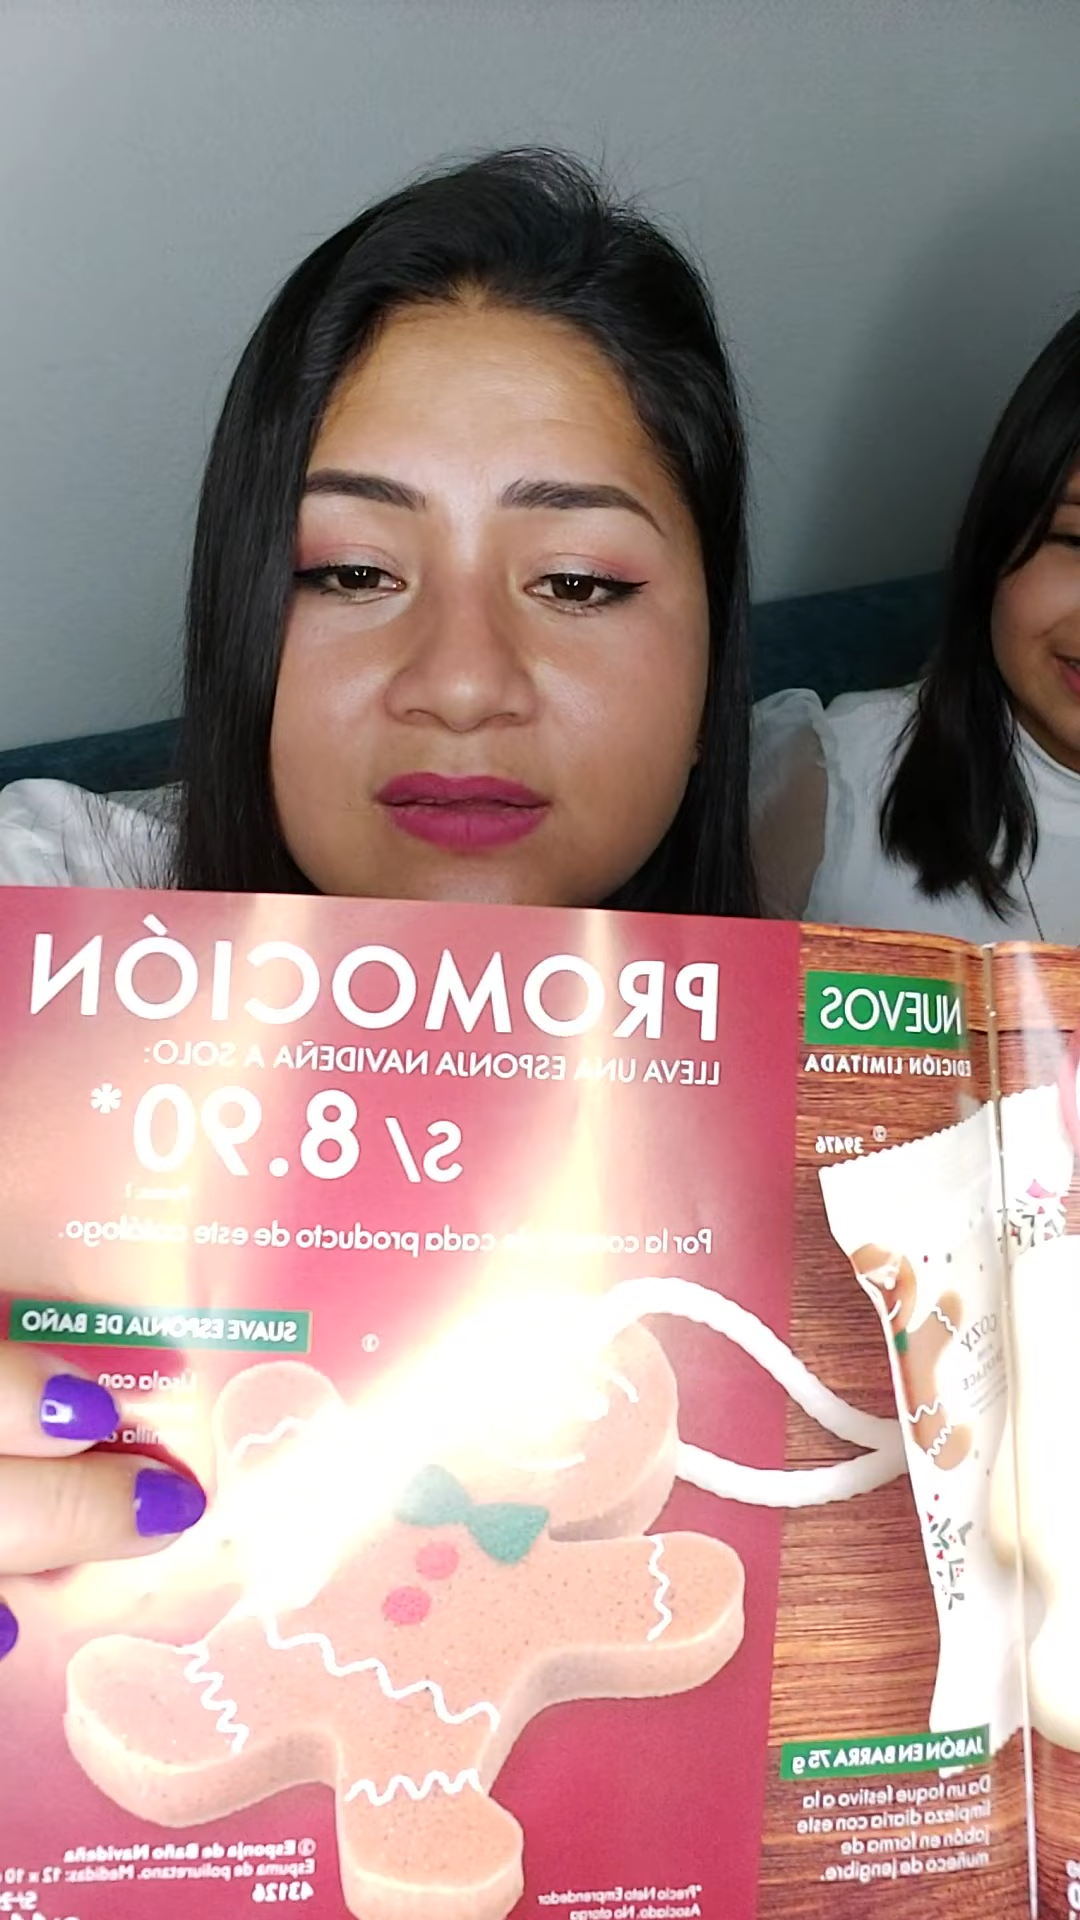 PROMOCIÓN
LLEVA UNA ESPONJA NAVIDEÑA A SOLO:
S/ 8.90*
Por la compra de cada producto de este catálogo.
SUAVE ESPONJA DE BAÑO
①
Úsala con
① Esponja de Baño Navideña
Espuma de poliuretano. Medidas: 12 x 10
43126
*Precio Neto Emprendedor
Asociado. No otorga
NUEVOS
EDICIÓN LIMITADA
39476
COZY
JABÓN EN BARRA 75 g
Da un toque festivo a la
limpieza diaria con este
jabón en forma de
muñeco de jengibre.